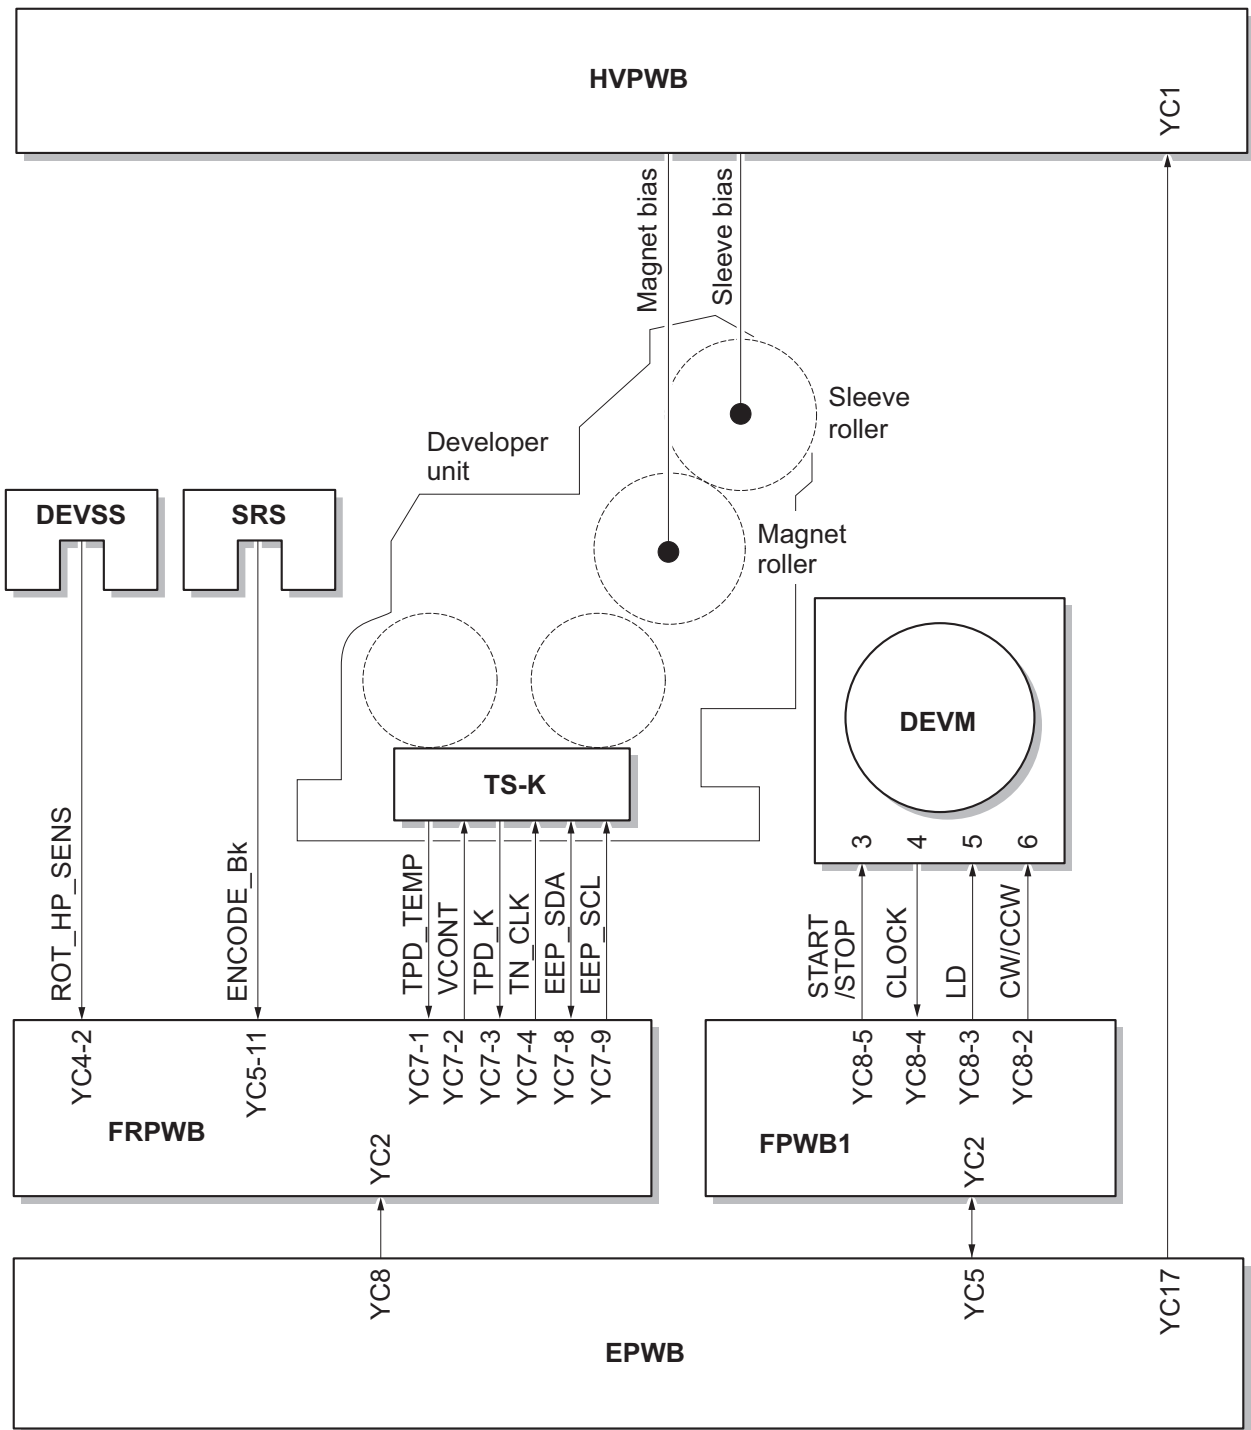 HVPWB
YC1
Magnet bias
Sleeve bias
Sleeve
roller
Developer
unit
DEVSS
SRS
Magnet
roller
DEVM
TS-K
3
4
5
6
ROT_HP_SENS
ENCODE_Bk
TPD_TEMP
VCONT
TPD_K
TN_CLK
EEP_SDA
EEP_SCL
START
/STOP
CLOCK
LD
CW/CCW
YC4-2
YC5-11
YC7-1
YC7-2
YC7-3
YC7-4
YC7-8
YC7-9
YC8-5
YC8-4
YC8-3
YC8-2
FRPWB
YC2
FPWB1
YC2
YC8
YC5
YC17
EPWB